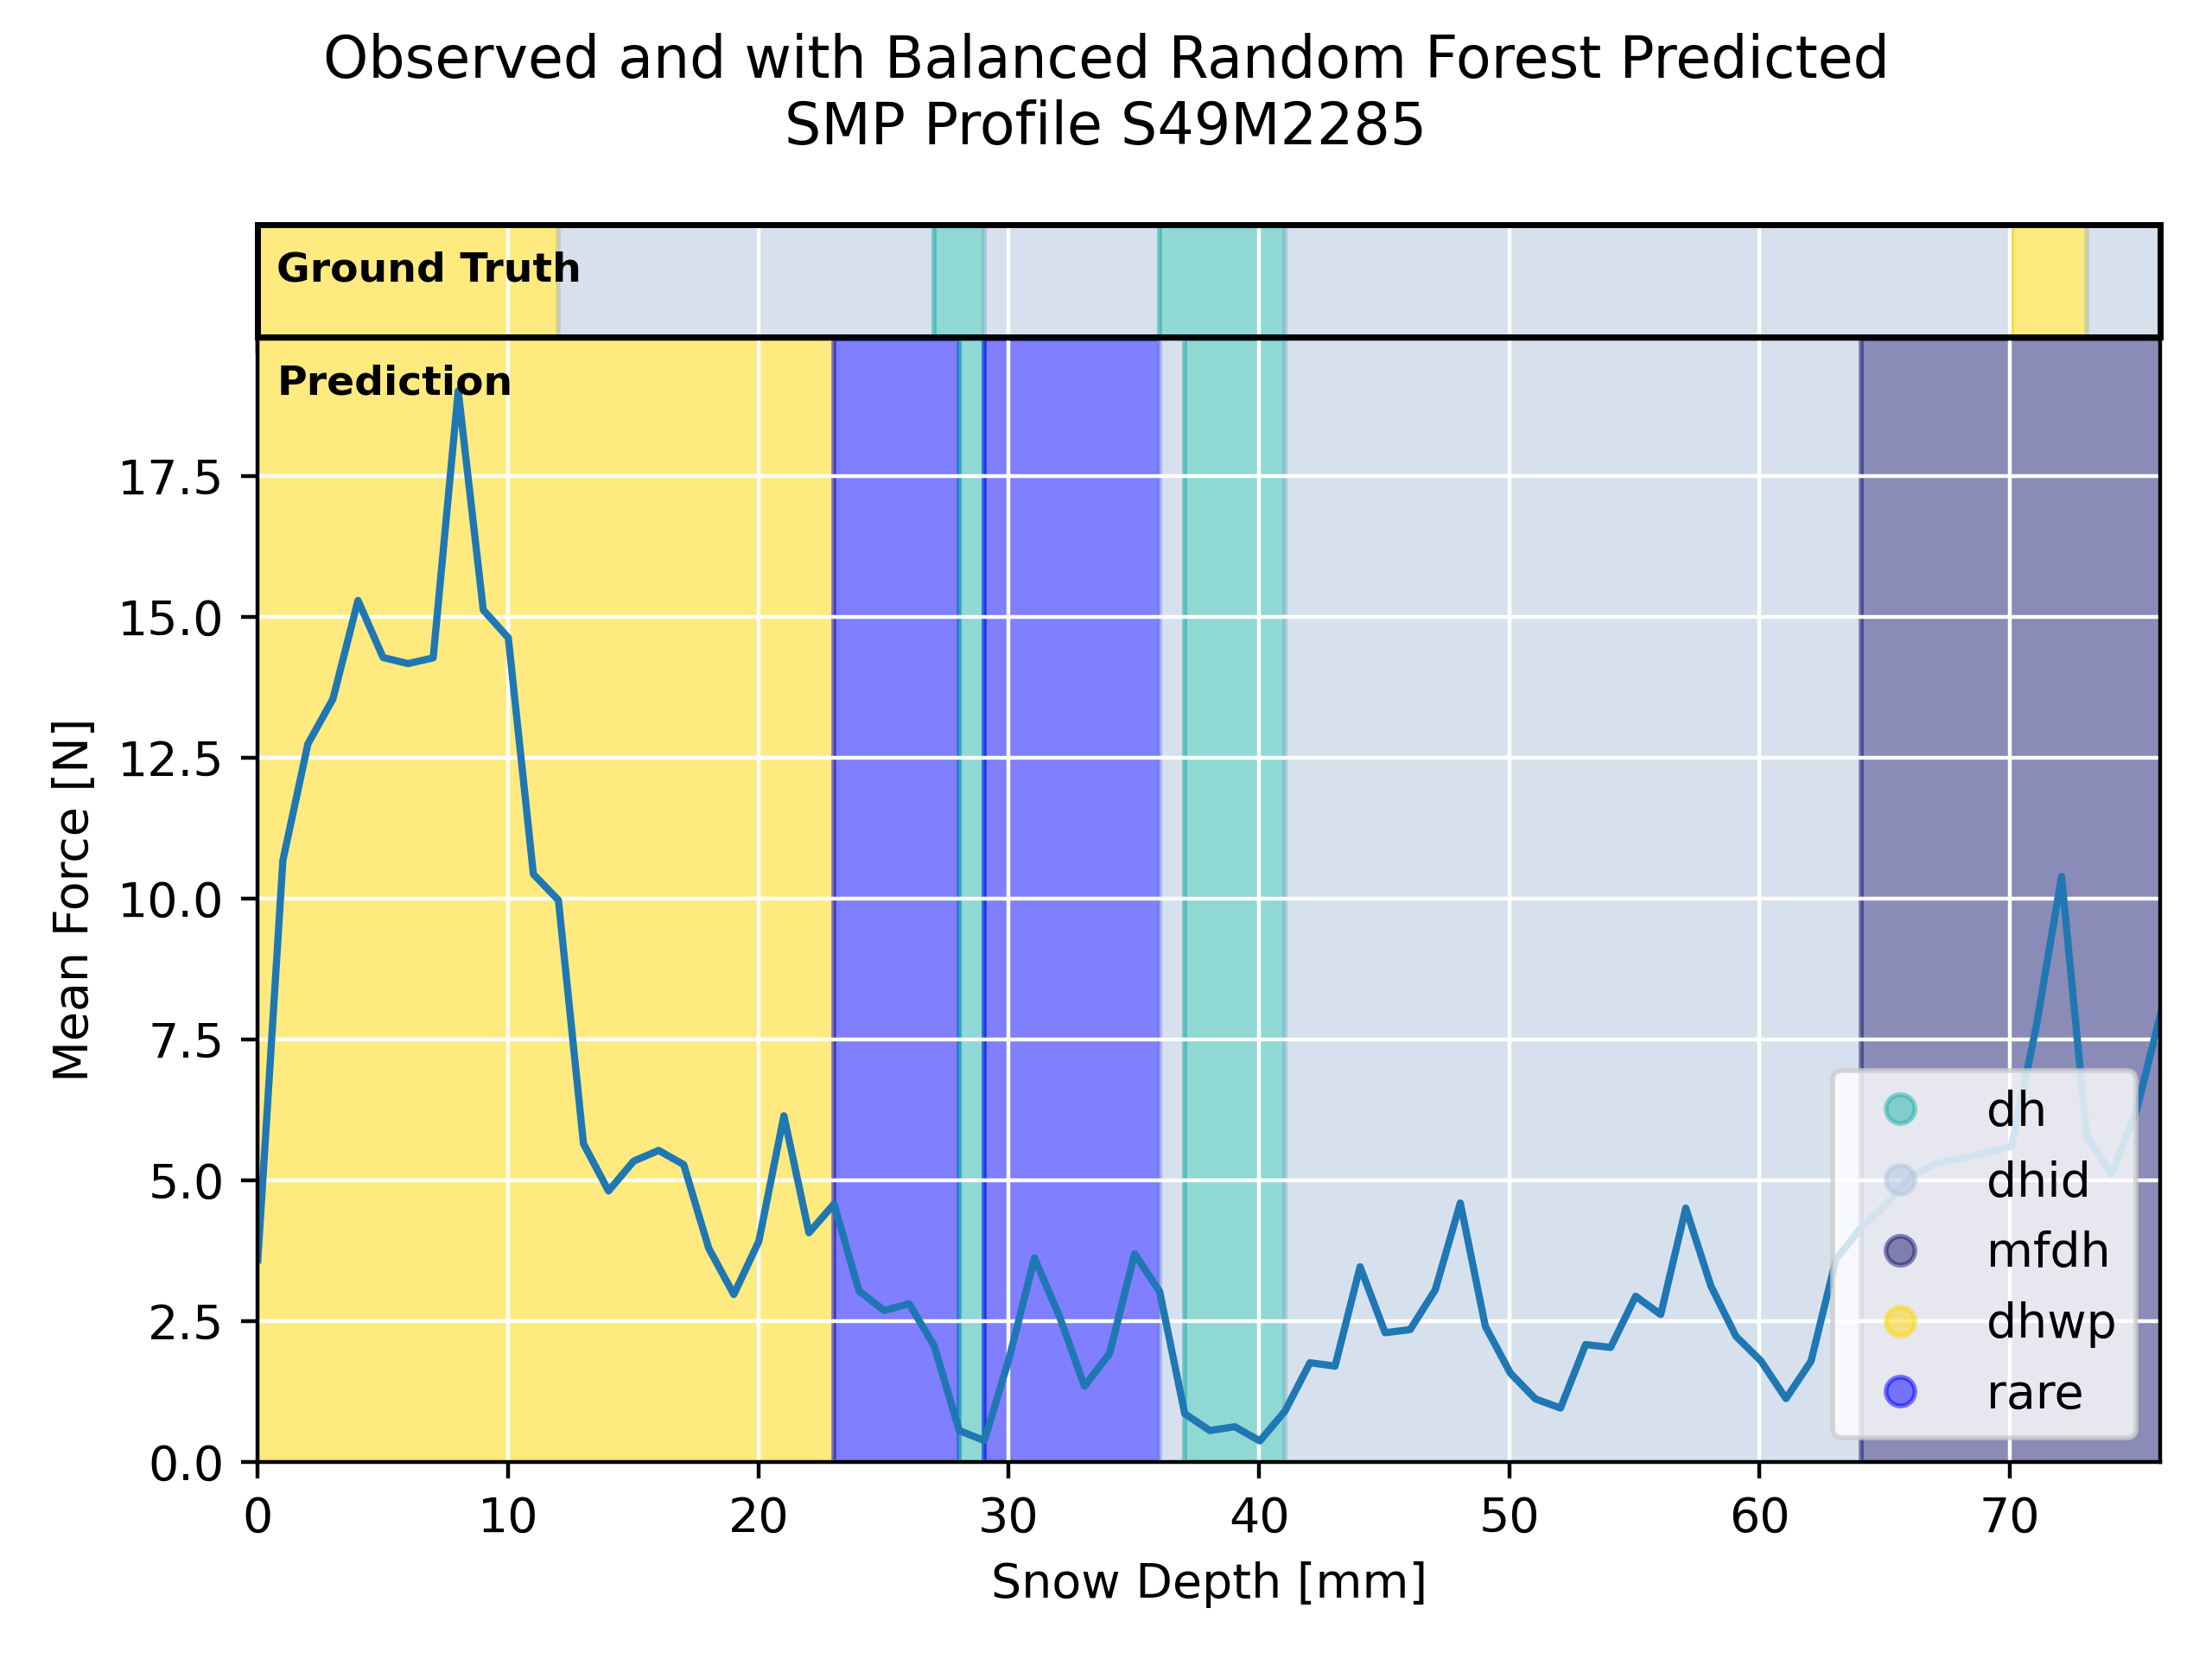 Observed and with Balanced Random Forest Predicted
SMP Profile S49M2285
Ground Truth
Prediction
17.5
15.0
12.5
10.0
7.5
5.0
2.5
0.0
Mean Force [N]
dh
dhid
mfdh
dhwp
rare
0 10 20 30 40 50 60 70
Snow Depth [mm]